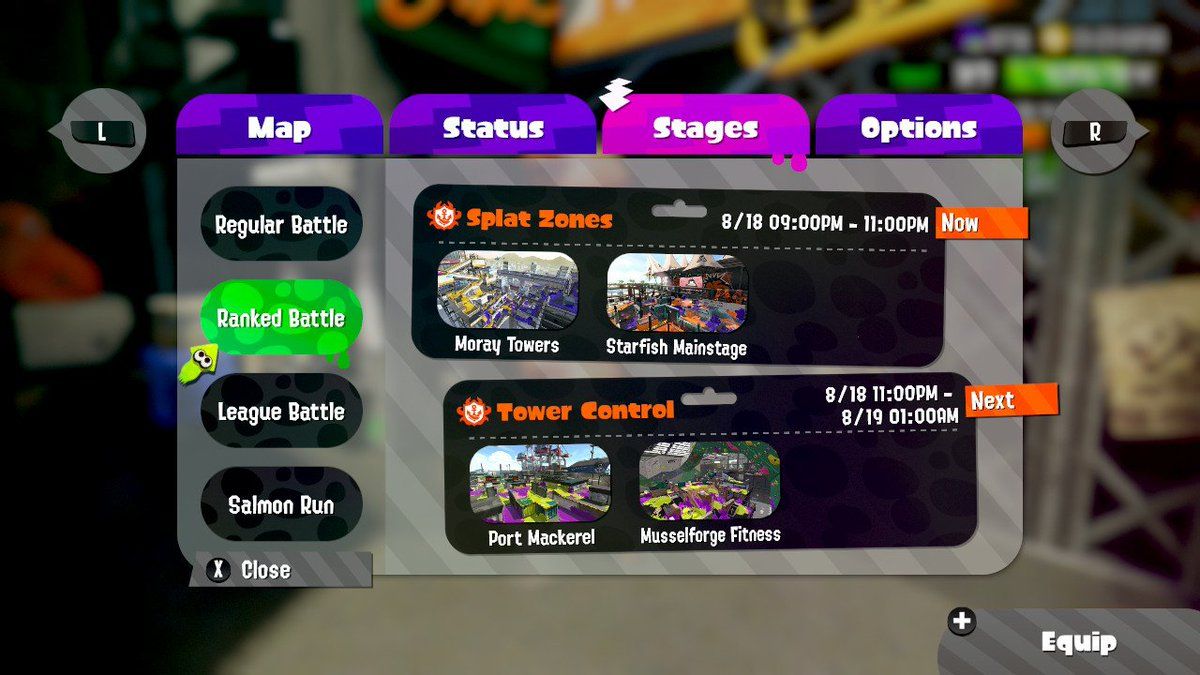 L
Map
Status
Stages
Options
R
Regular Battle
Ranked Battle
League Battle
Salmon Run
X Close
Splat Zones
8/18 09:00PM - 11:00PM
Now
Moray Towers
Starfish Mainstage
Tower Control
8/18 11:00PM -
8/19 01:00AM
Next
Port Mackerel
Musselforge Fitness
+
Equip